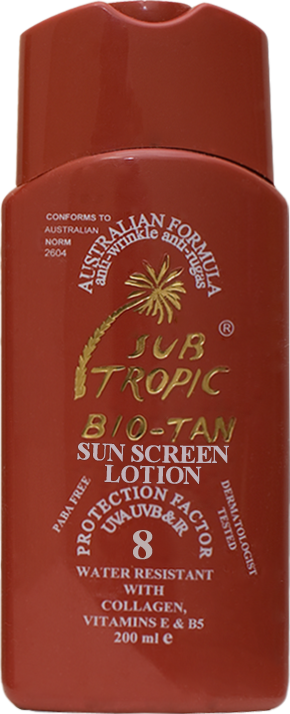 AUSTRALIAN FORMULA
anti-wrinkle anti-rugas
CONFORMS TO
AUSTRALIAN
NORM
2604
SUB ®
TROPIC
BIO-TAN
SUN SCREEN
LOTION
PABA FREE
PROTECTION FACTOR
UVA UVB & IR
DERMATOLOGIST
TESTED
8
WATER RESISTANT
WITH
COLLAGEN,
VITAMINS E & B5
200 ml e